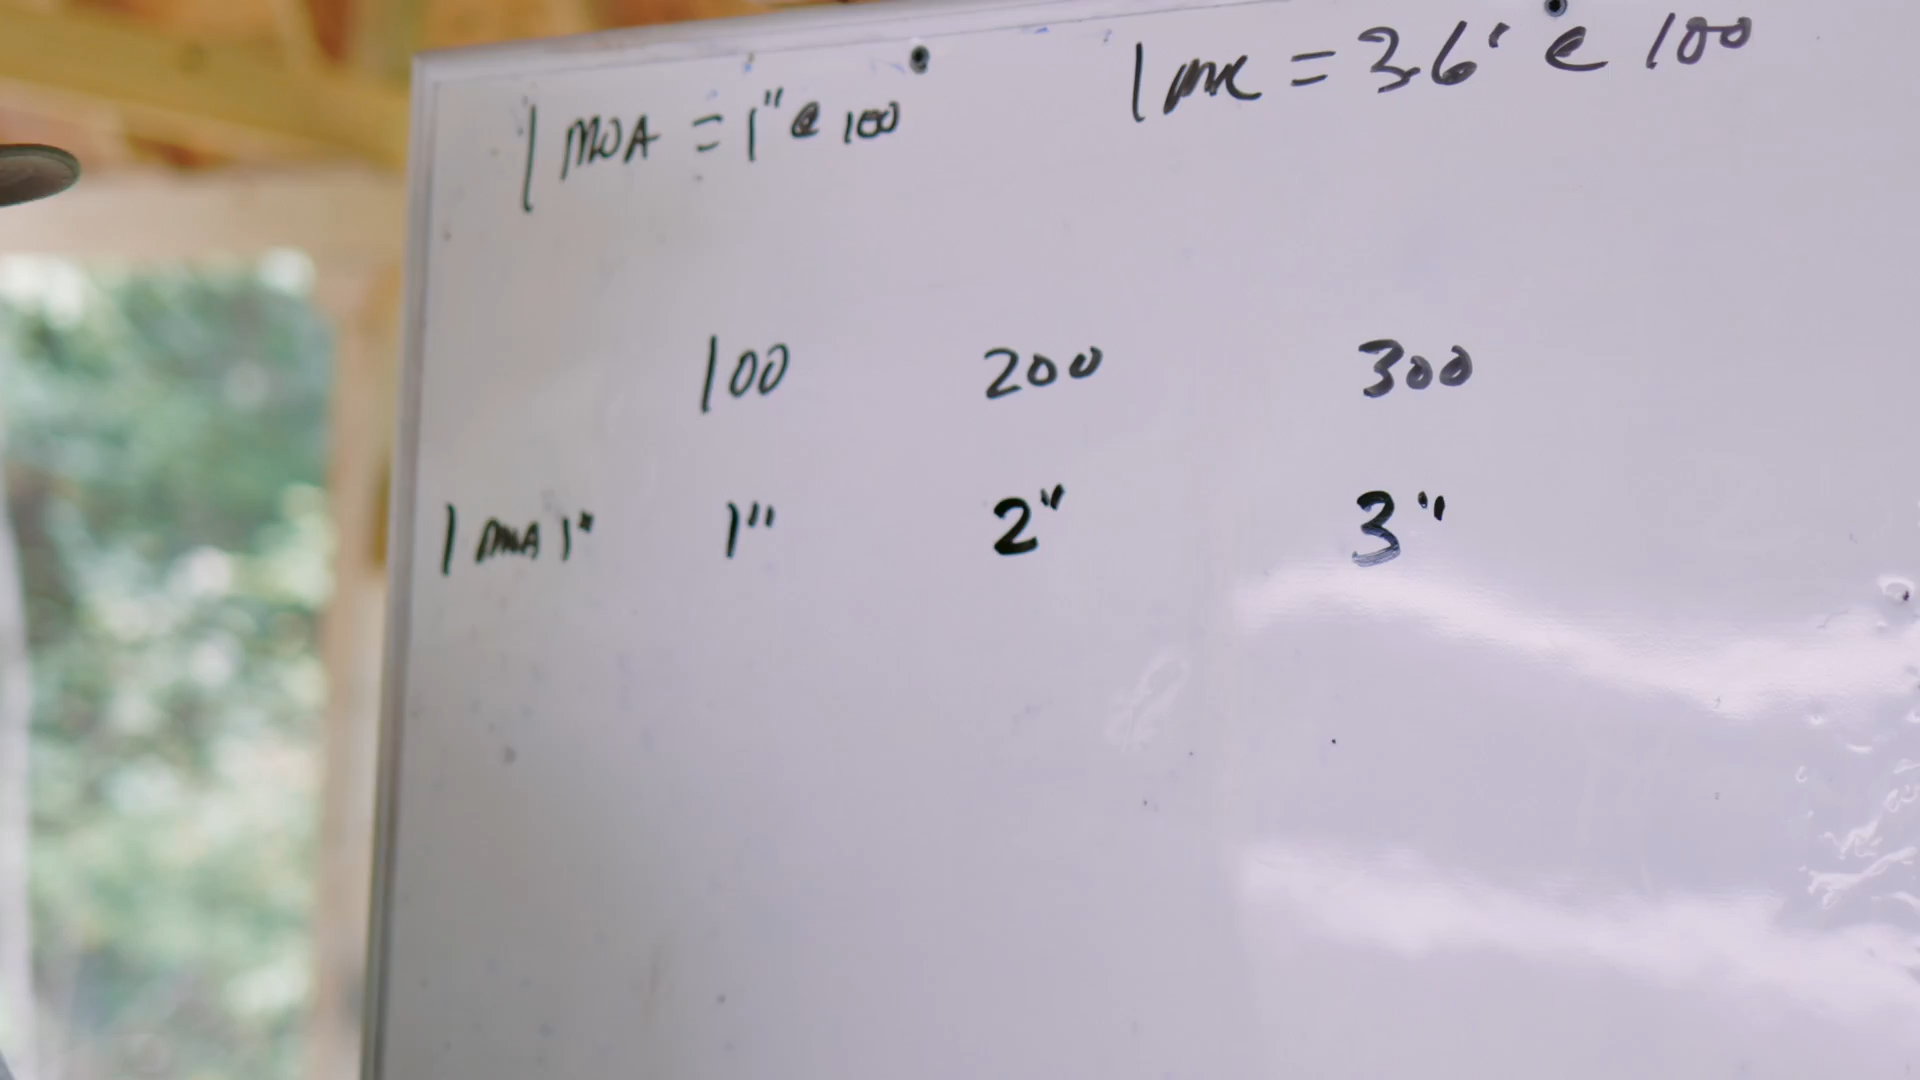 1 MOA = 1" @ 100
1 MIL = 3.6" @ 100
100 200 300
1 MOA 1" 1" 2" 3"